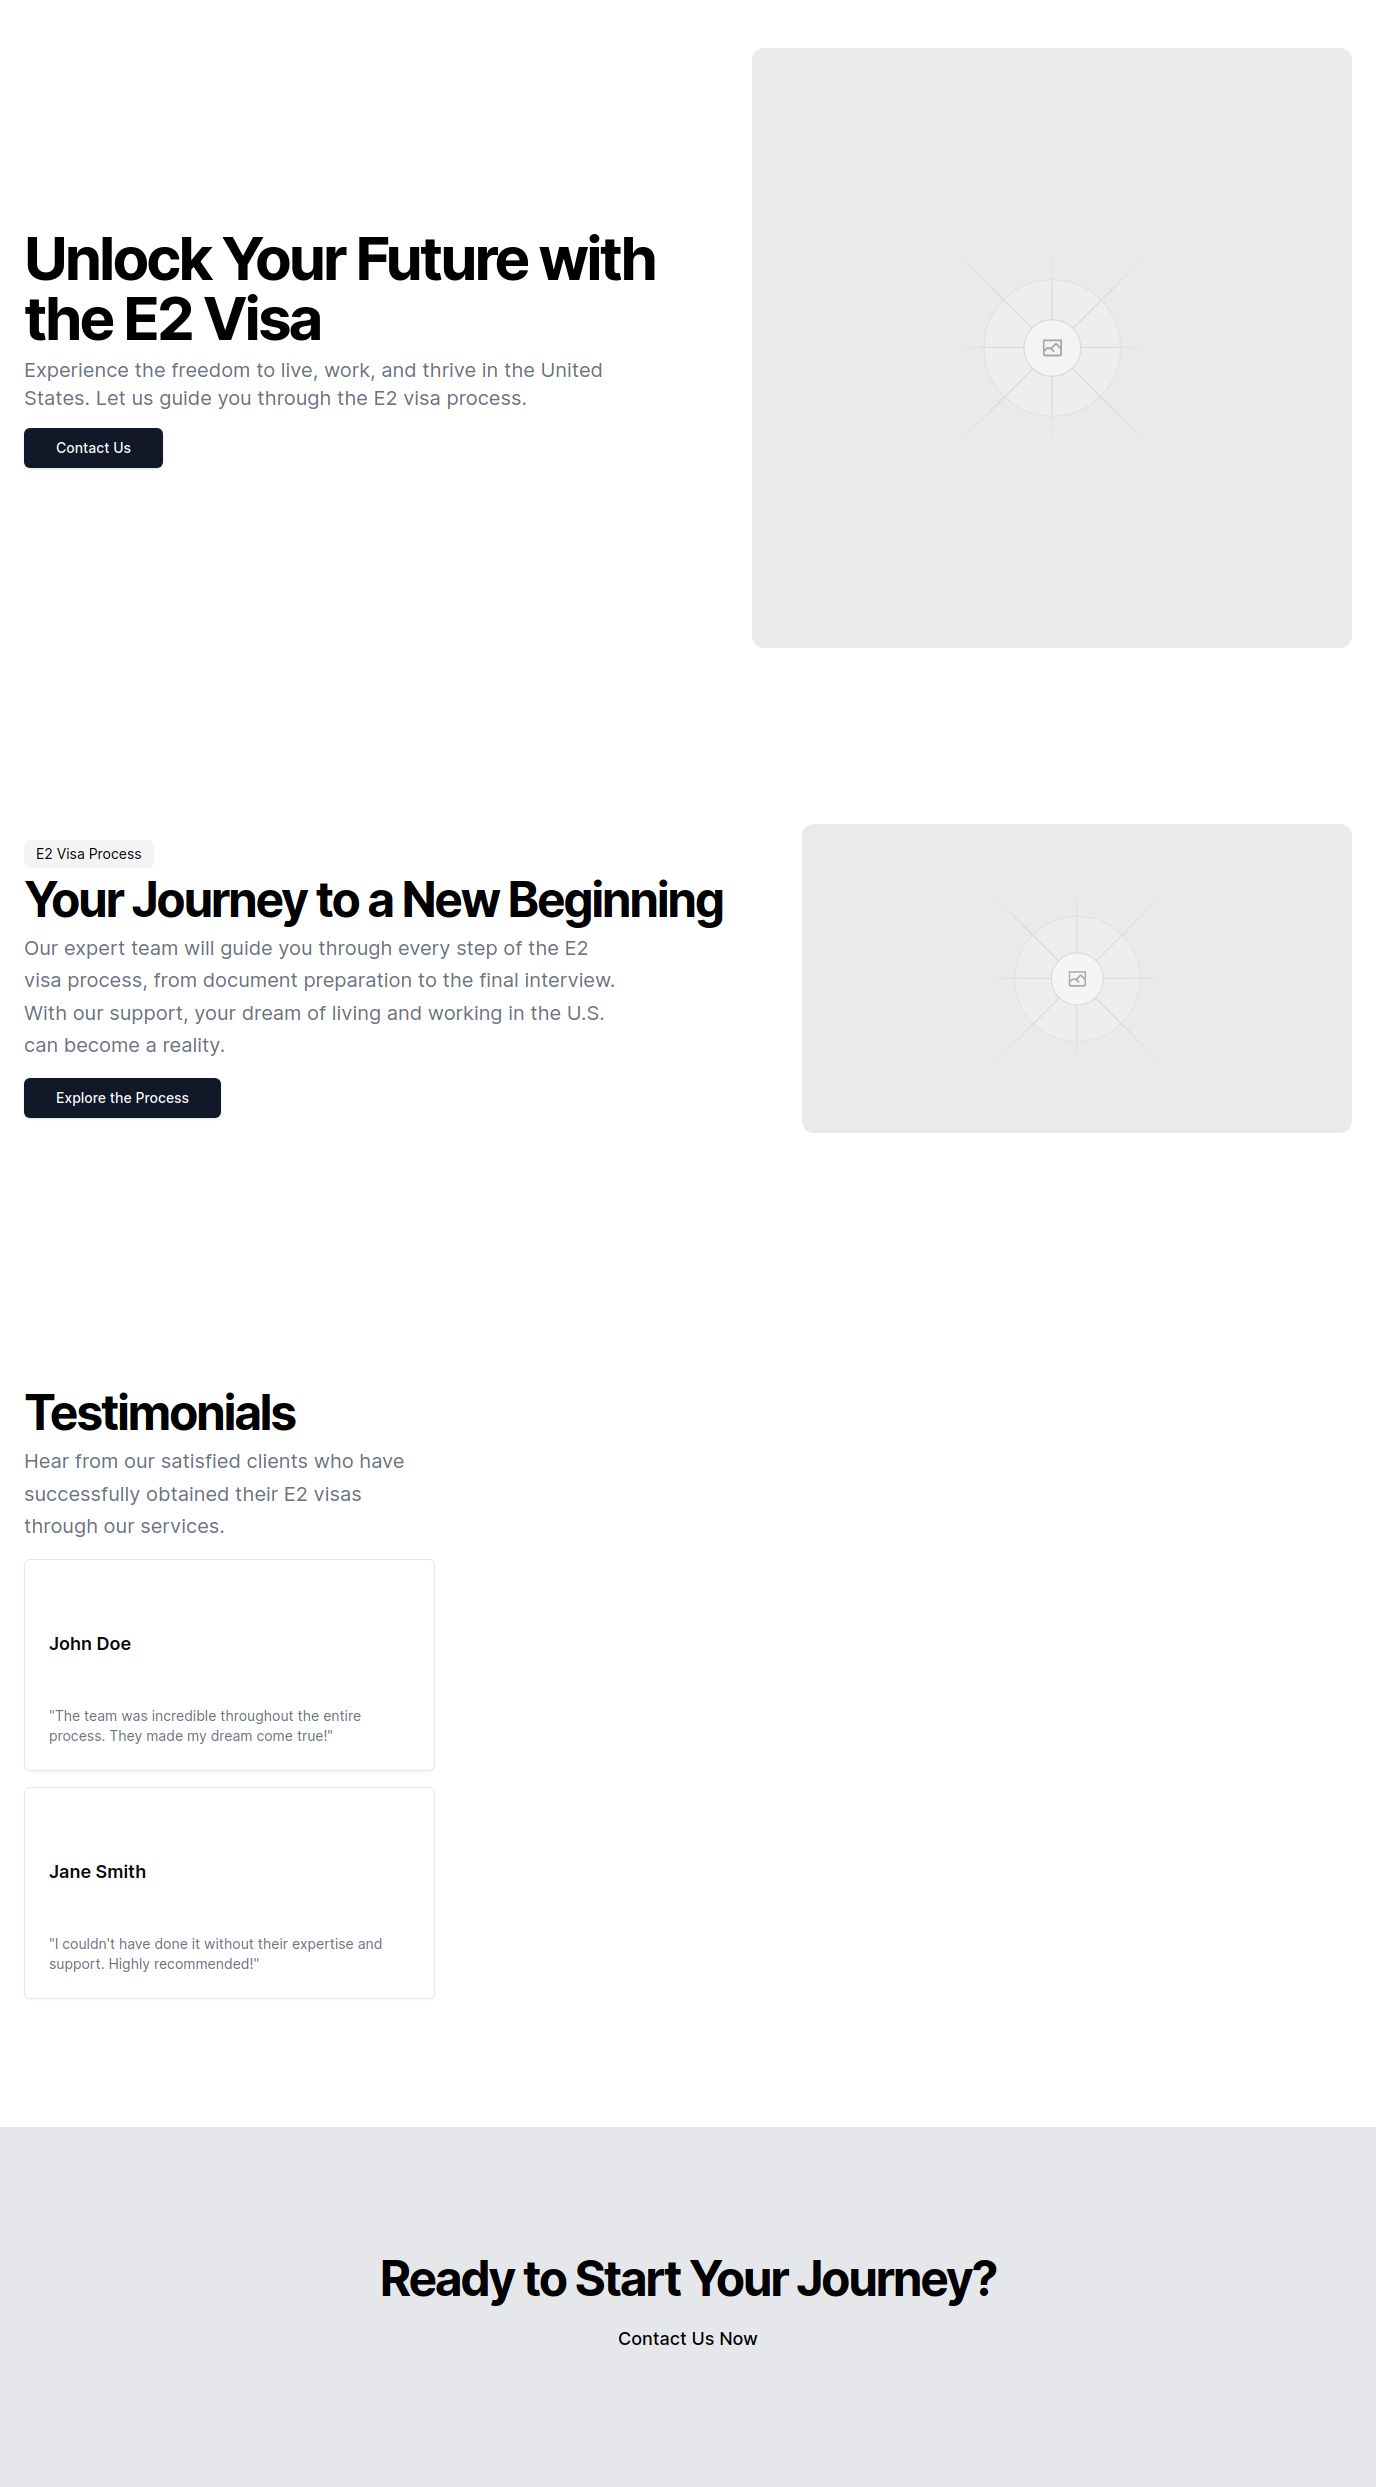 Unlock Your Future with
the E2 Visa
Experience the freedom to live, work, and thrive in the United
States. Let us guide you through the E2 visa process.
Contact Us
E2 Visa Process
Your Journey to a New Beginning
Our expert team will guide you through every step of the E2
visa process, from document preparation to the final interview.
With our support, your dream of living and working in the U.S.
can become a reality.
Explore the Process
Testimonials
Hear from our satisfied clients who have
successfully obtained their E2 visas
through our services.
John Doe
"The team was incredible throughout the entire
process. They made my dream come true!"
Jane Smith
"I couldn't have done it without their expertise and
support. Highly recommended!"
Ready to Start Your Journey?
Contact Us Now